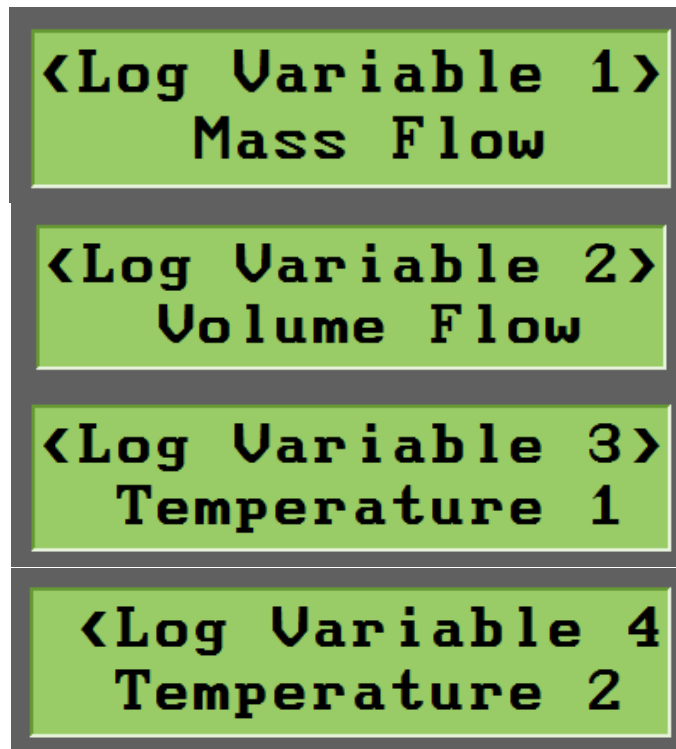 <Log Variable 1>
Mass Flow
<Log Variable 2>
Volume Flow
<Log Variable 3>
Temperature 1
<Log Variable 4
Temperature 2